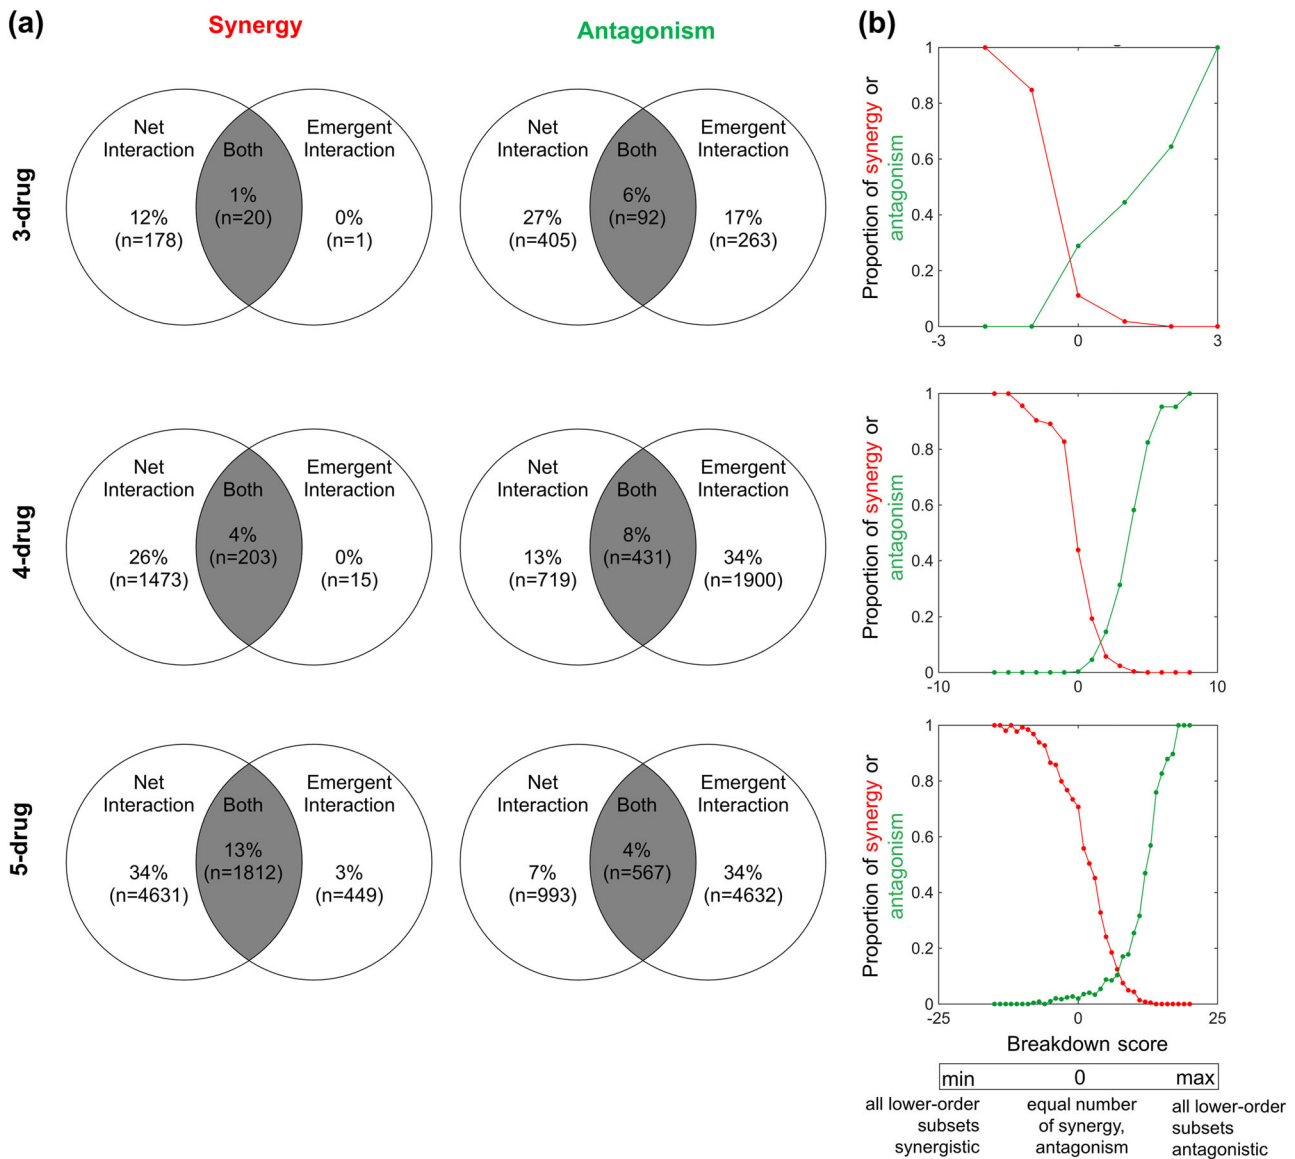 (a)
Synergy
Antagonism
3-drug
Net
Interaction
Both
Emergent
Interaction
12%
(n=178)
1%
(n=20)
0%
(n=1)
Net
Interaction
Both
Emergent
Interaction
27%
(n=405)
6%
(n=92)
17%
(n=263)
4-drug
Net
Interaction
Both
Emergent
Interaction
26%
(n=1473)
4%
(n=203)
0%
(n=15)
Net
Interaction
Both
Emergent
Interaction
13%
(n=719)
8%
(n=431)
34%
(n=1900)
5-drug
Net
Interaction
Both
Emergent
Interaction
34%
(n=4631)
13%
(n=1812)
3%
(n=449)
Net
Interaction
Both
Emergent
Interaction
7%
(n=993)
4%
(n=567)
34%
(n=4632)
(b)
Proportion of synergy or
antagonism
1
0.8
0.6
0.4
0.2
0
-3
0
3
Proportion of synergy or
antagonism
1
0.8
0.6
0.4
0.2
0
-10
0
10
Proportion of synergy or
antagonism
1
0.8
0.6
0.4
0.2
0
-25
0
25
Breakdown score
min
0
max
all lower-order
subsets
synergistic
equal number
of synergy,
antagonism
all lower-order
subsets
antagonistic